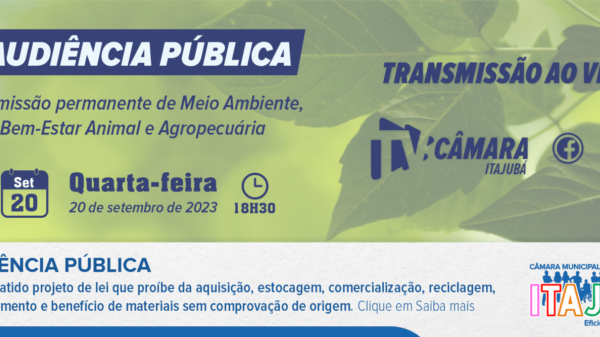 AUDIÊNCIA PÚBLICA
missão permanente de Meio Ambiente,
Bem-Estar Animal e Agropecuária
Set
20
Quarta-feira
20 de setembro de 2023
18H30
TRANSMISSÃO AO VI
TV CÂMARA
ITAJUBÁ
ÊNCIA PÚBLICA
atido projeto de lei que proíbe da aquisição, estocagem, comercialização, reciclagem,
mento e benefício de materiais sem comprovação de origem. Clique em Saiba mais
CÂMARA MUNICIPAL
ITAJ
Efici